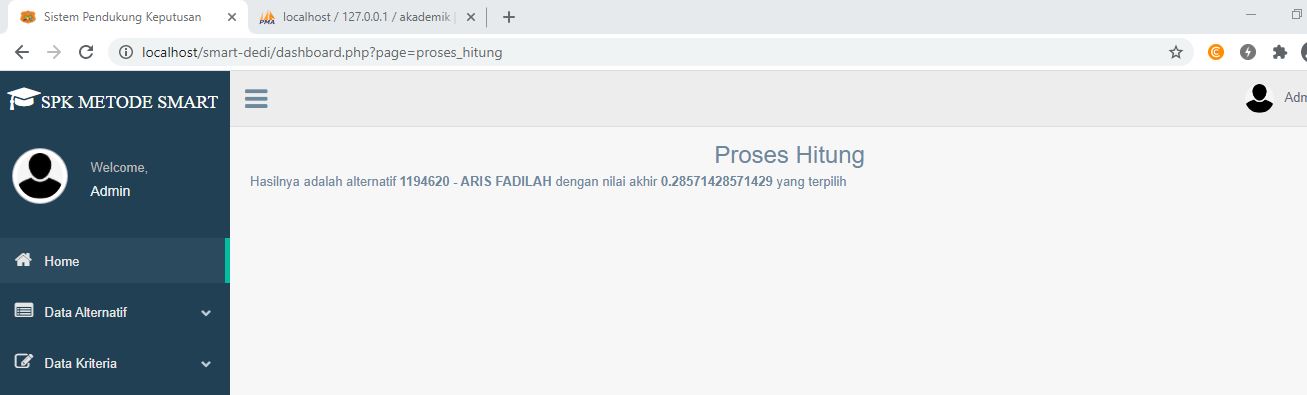 Sistem Pendukung Keputusan
PMA
localhost / 127.0.0.1 / akademik |
localhost/smart-dedi/dashboard.php?page=proses_hitung
SPK METODE SMART
Welcome,
Admin
Home
Data Alternatif
Data Kriteria
Adm
Proses Hitung
Hasilnya adalah alternatif 1194620 - ARIS FADILAH dengan nilai akhir 0.28571428571429 yang terpilih